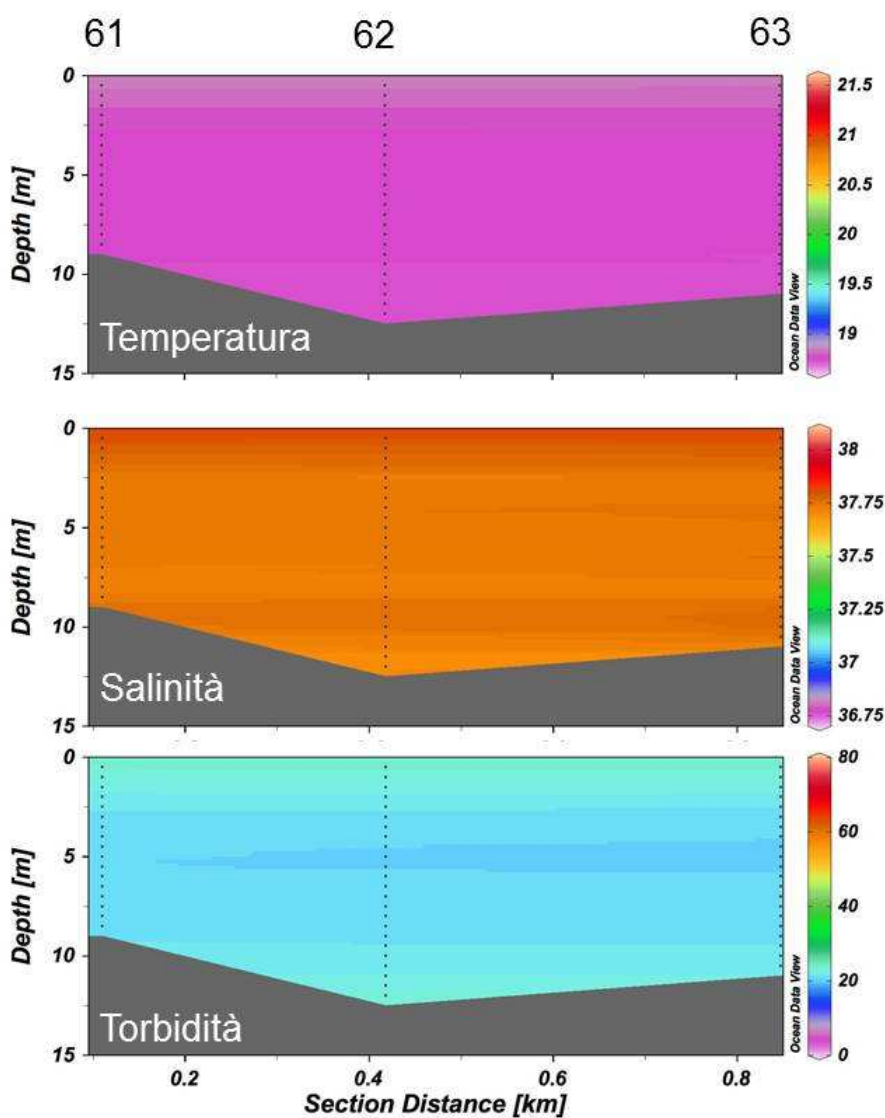 61 62 63
0
5
10
15
Depth [m]
Temperatura
21.5
21
20.5
20
19.5
19
Ocean Data View
0
5
10
15
Depth [m]
Salinità
38
37.75
37.5
37.25
37
36.75
Ocean Data View
0
5
10
15
Depth [m]
Torbidità
80
60
40
20
0
Ocean Data View
0.2 0.4 0.6 0.8
Section Distance [km]